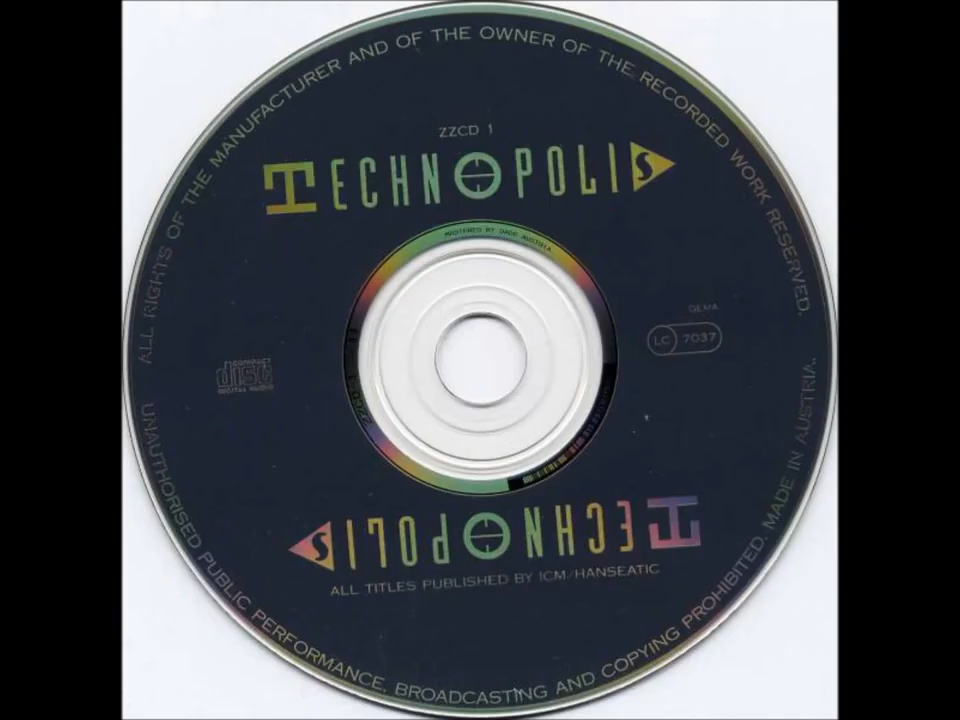 ALL RIGHTS OF THE MANUFACTURER AND OF THE OWNER OF THE RECORDED WORK RESERVED.
ZZCD 1
TECHNOPOLIS
MASTERED BY DADC AUSTRIA
GEMA
LC 7037
COMPACT
disc
DIGITAL AUDIO
TECHNOPOLIS
ALL TITLES PUBLISHED BY ICM/HANSEATIC
UNAUTHORISED PUBLIC PERFORMANCE, BROADCASTING AND COPYING PROHIBITED. MADE IN AUSTRIA.